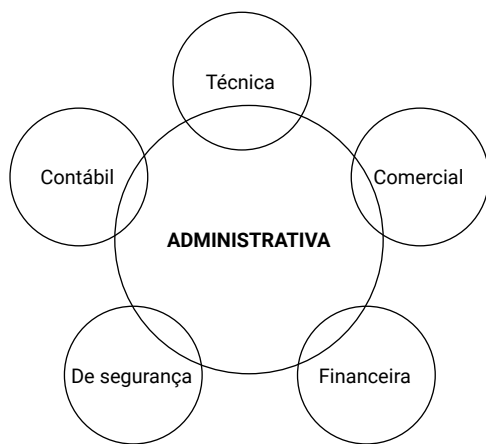 Técnica
Contábil
Comercial
ADMINISTRATIVA
De segurança
Financeira